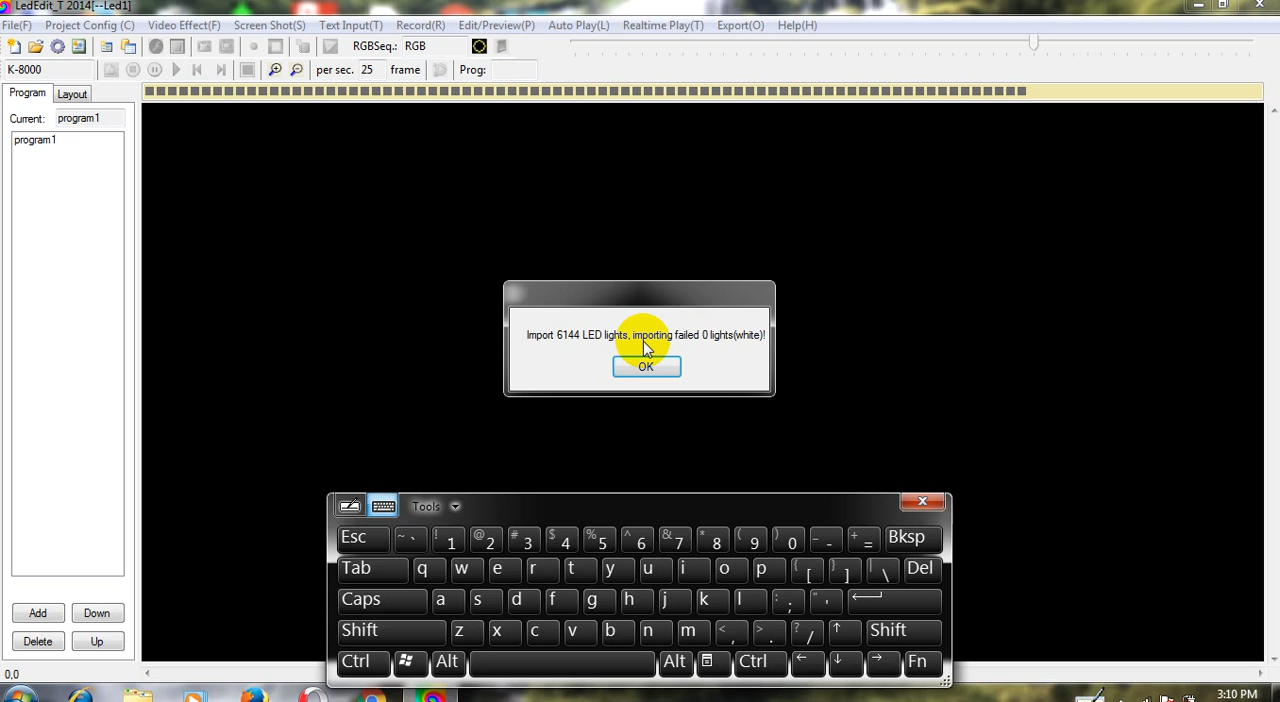 LedEdit_T 2014[--Led1]
File(F) Project Config (C) Video Effect(F) Screen Shot(S) Text Input(T) Record(R) Edit/Preview(P) Auto Play(L) Realtime Play(T) Export(O) Help(H)
RGBSeq.: RGB
K-8000 per sec. 25 frame Prog:
Program Layout
Current: program1
program1
Import 6144 LED lights, importing failed 0 lights(white)!
OK
Tools
Esc ~ ` ! 1 @ 2 # 3 $ 4 % 5 ^ 6 & 7 * 8 ( 9 ) 0 _ - + = Bksp
Tab q w e r t y u i o p { [ } ] | \ Del
Caps a s d f g h j k l : ; " '
Shift z x c v b n m < , > . ? / Shift
Ctrl Alt Alt Ctrl Fn
Add Down
Delete Up
0,0
3:10 PM